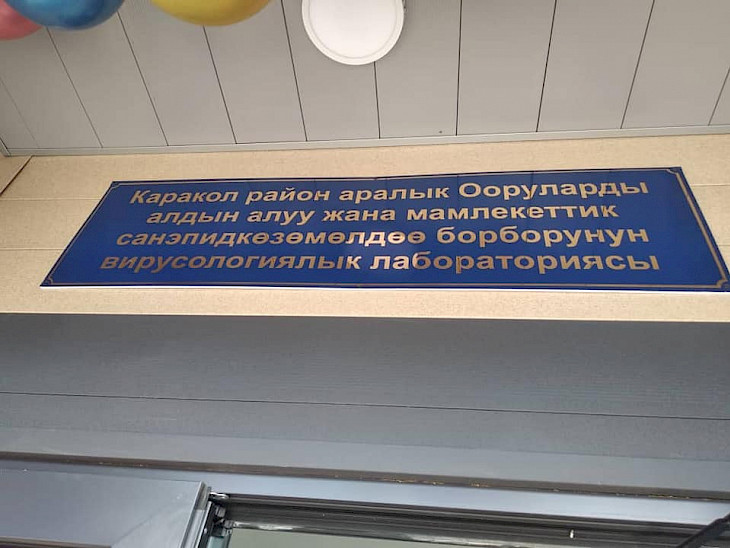 Каракол район аралык Ооруларды
алдын алуу жана мамлекеттик
санэпидкөзөмөлдөө борборунун
вирусологиялык лабораториясы